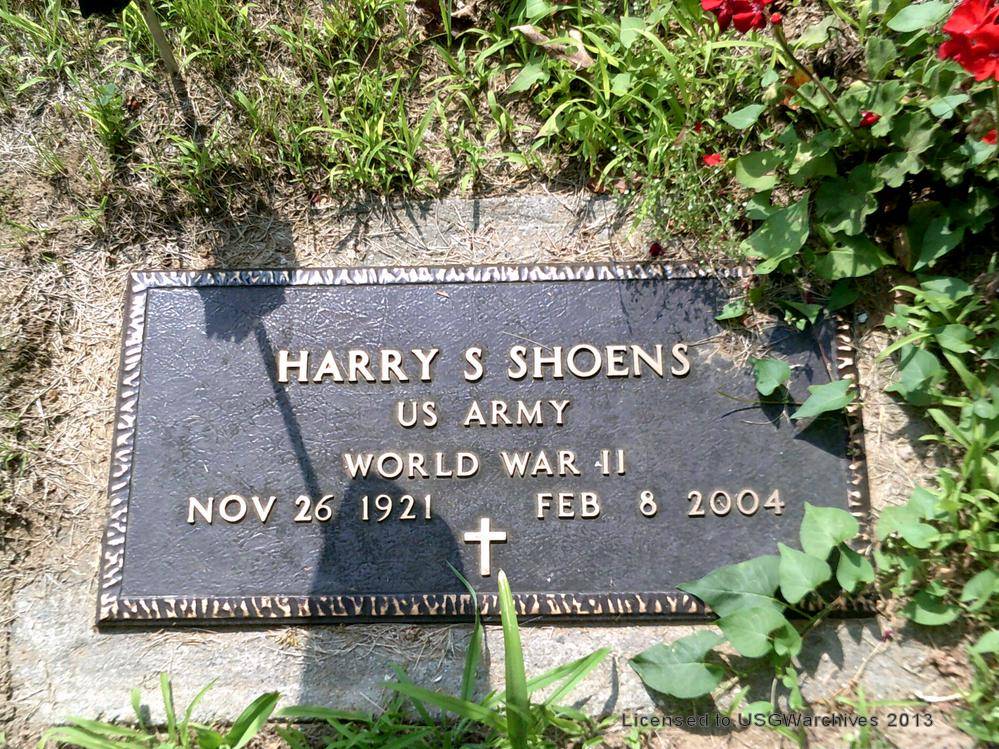 HARRY S SHOENS
US ARMY
WORLD WAR II
NOV 26 1921 FEB 8 2004
Licensed to USGWarchives 2013